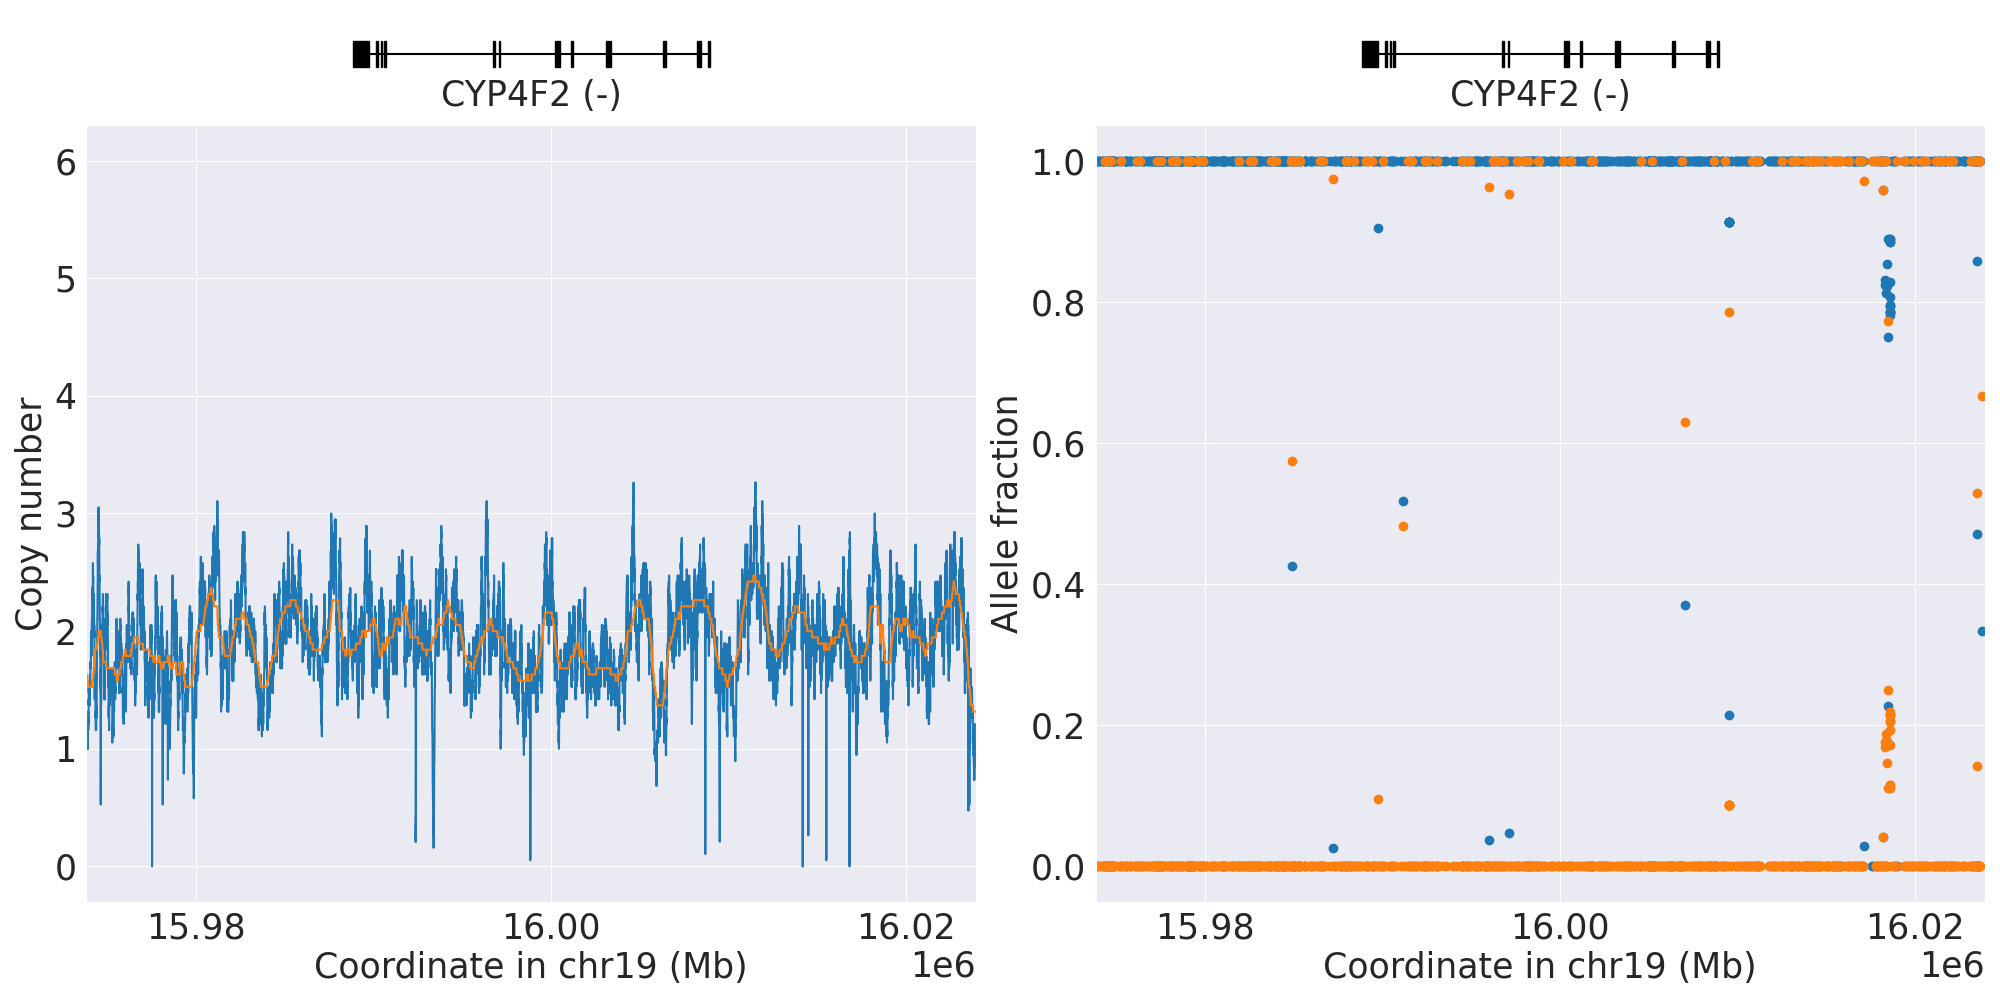 CYP4F2 (-)
6
5
4
3
2
1
0
Copy number
15.98
16.00
16.02
Coordinate in chr19 (Mb)
1e6
CYP4F2 (-)
1.0
0.8
0.6
0.4
0.2
0.0
Allele fraction
15.98
16.00
16.02
Coordinate in chr19 (Mb)
1e6